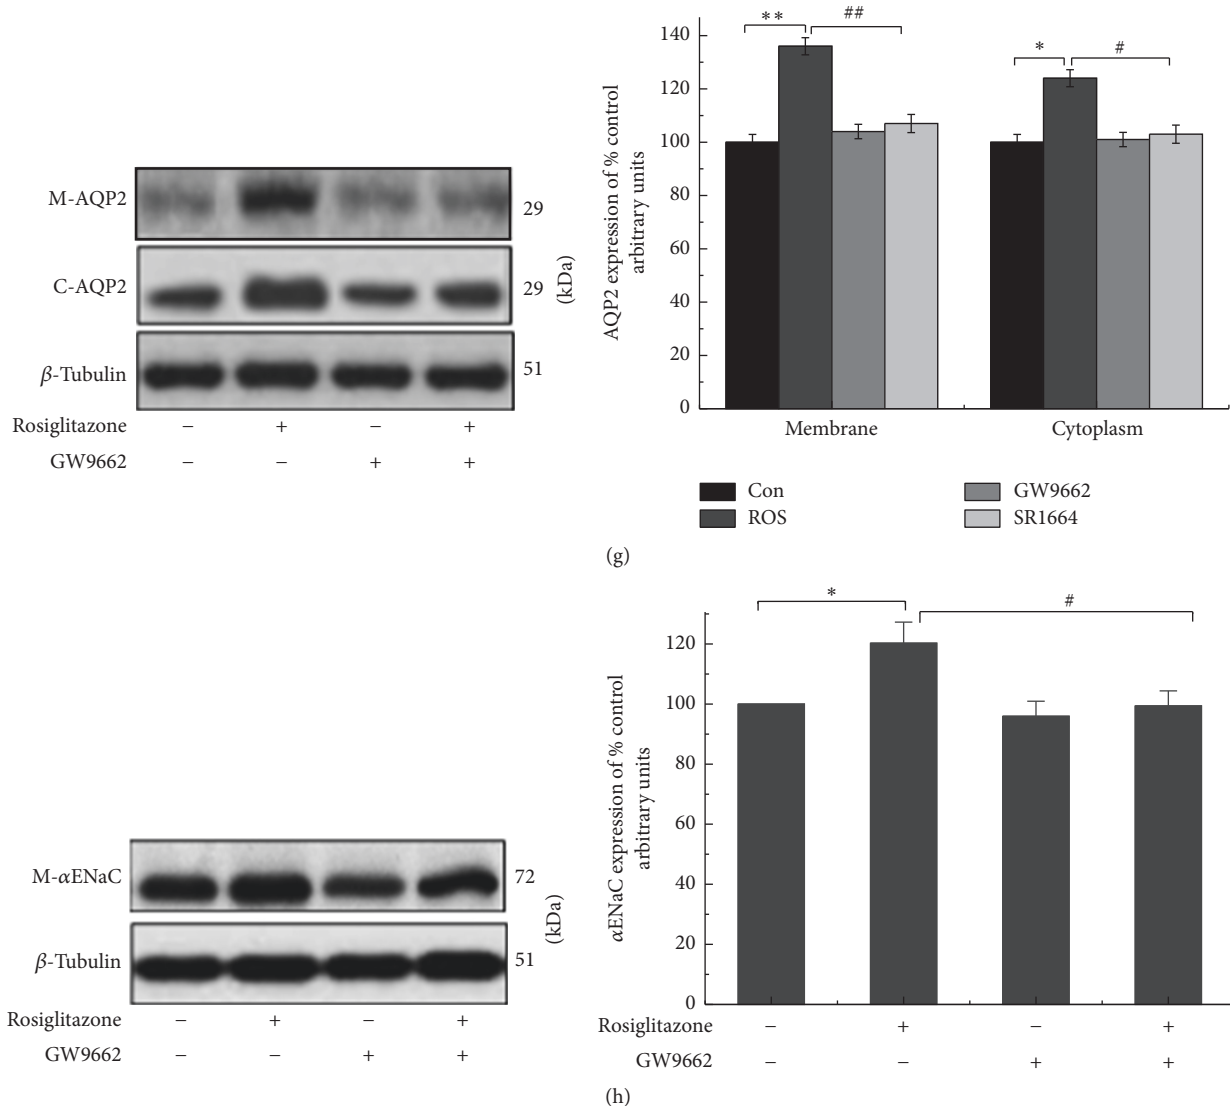 M-AQP2
29
C-AQP2
29
(kDa)
β-Tubulin
51
Rosiglitazone − + − +
GW9662 − − + +
** ##
* #
140
120
100
80
60
40
20
0
AQP2 expression of % control
arbitrary units
Membrane Cytoplasm
Con GW9662
ROS SR1664
(g)
M-αENaC
72
(kDa)
β-Tubulin
51
Rosiglitazone − + − +
GW9662 − − + +
* #
120
100
80
60
40
20
0
αENaC expression of % control
arbitrary units
Rosiglitazone − + − +
GW9662 − − + +
(h)